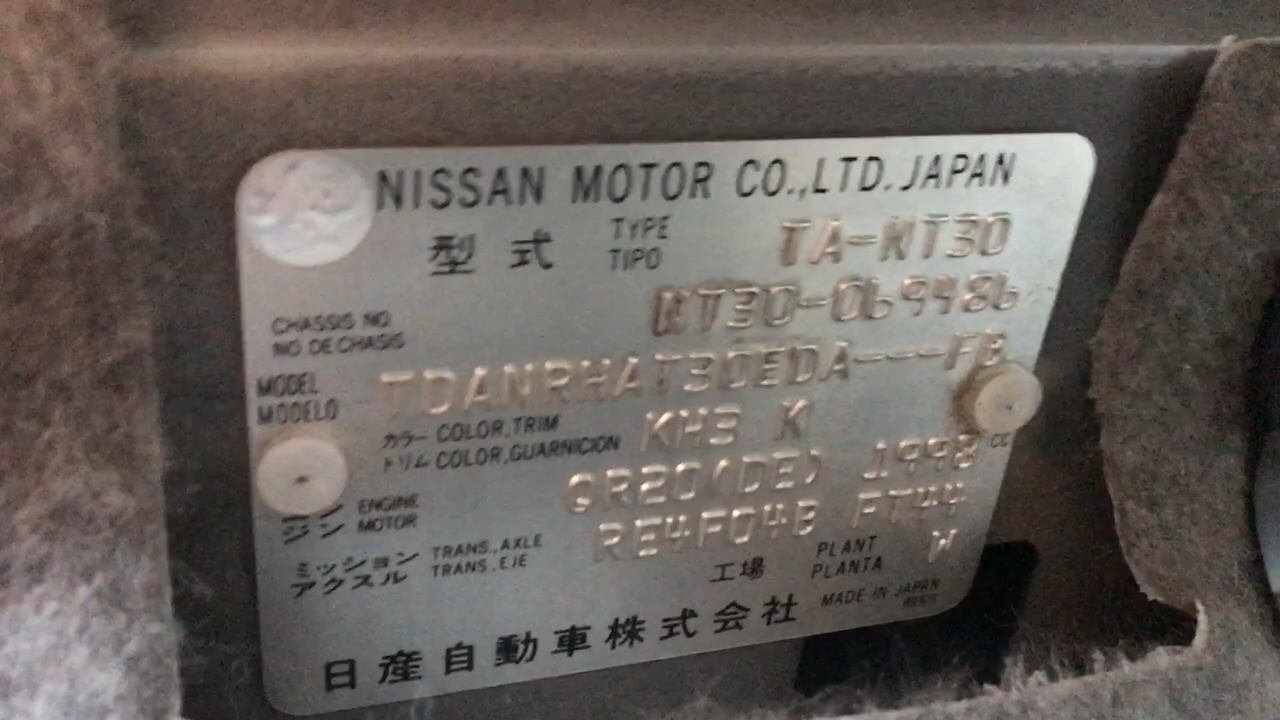 NISSAN MOTOR CO.,LTD. JAPAN
型式 TYPE TIPO TA-NT30
CHASSIS NO
NO DE CHASIS NT30-069486
MODEL
MODELO TDANRHAT30EDA---FB
カラー COLOR,TRIM
トリム COLOR,GUARNICION KH3 K
ENGINE
ジン MOTOR QR20(DE) 1998 cc
ミッション TRANS.,AXLE RE4F04B FT44
アクスル TRANS.,EJE
工場 PLANT PLANTA W
MADE IN JAPAN
日産自動車株式会社